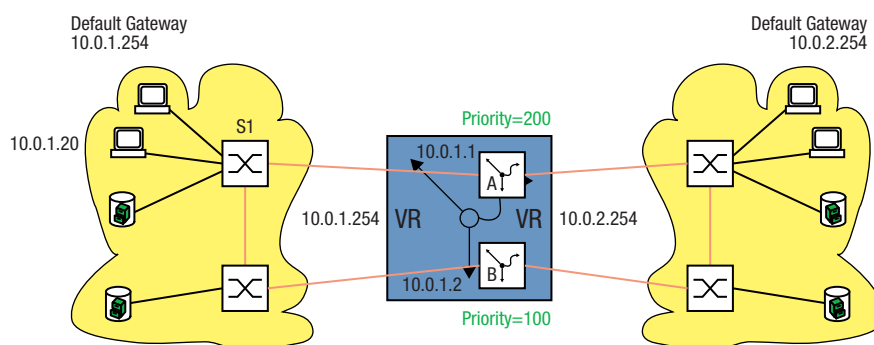 Default Gateway
10.0.1.254
Default Gateway
10.0.2.254
Priority=200
S1
10.0.1.20
10.0.1.1
A
10.0.1.254
VR
VR
10.0.2.254
B
10.0.1.2
Priority=100